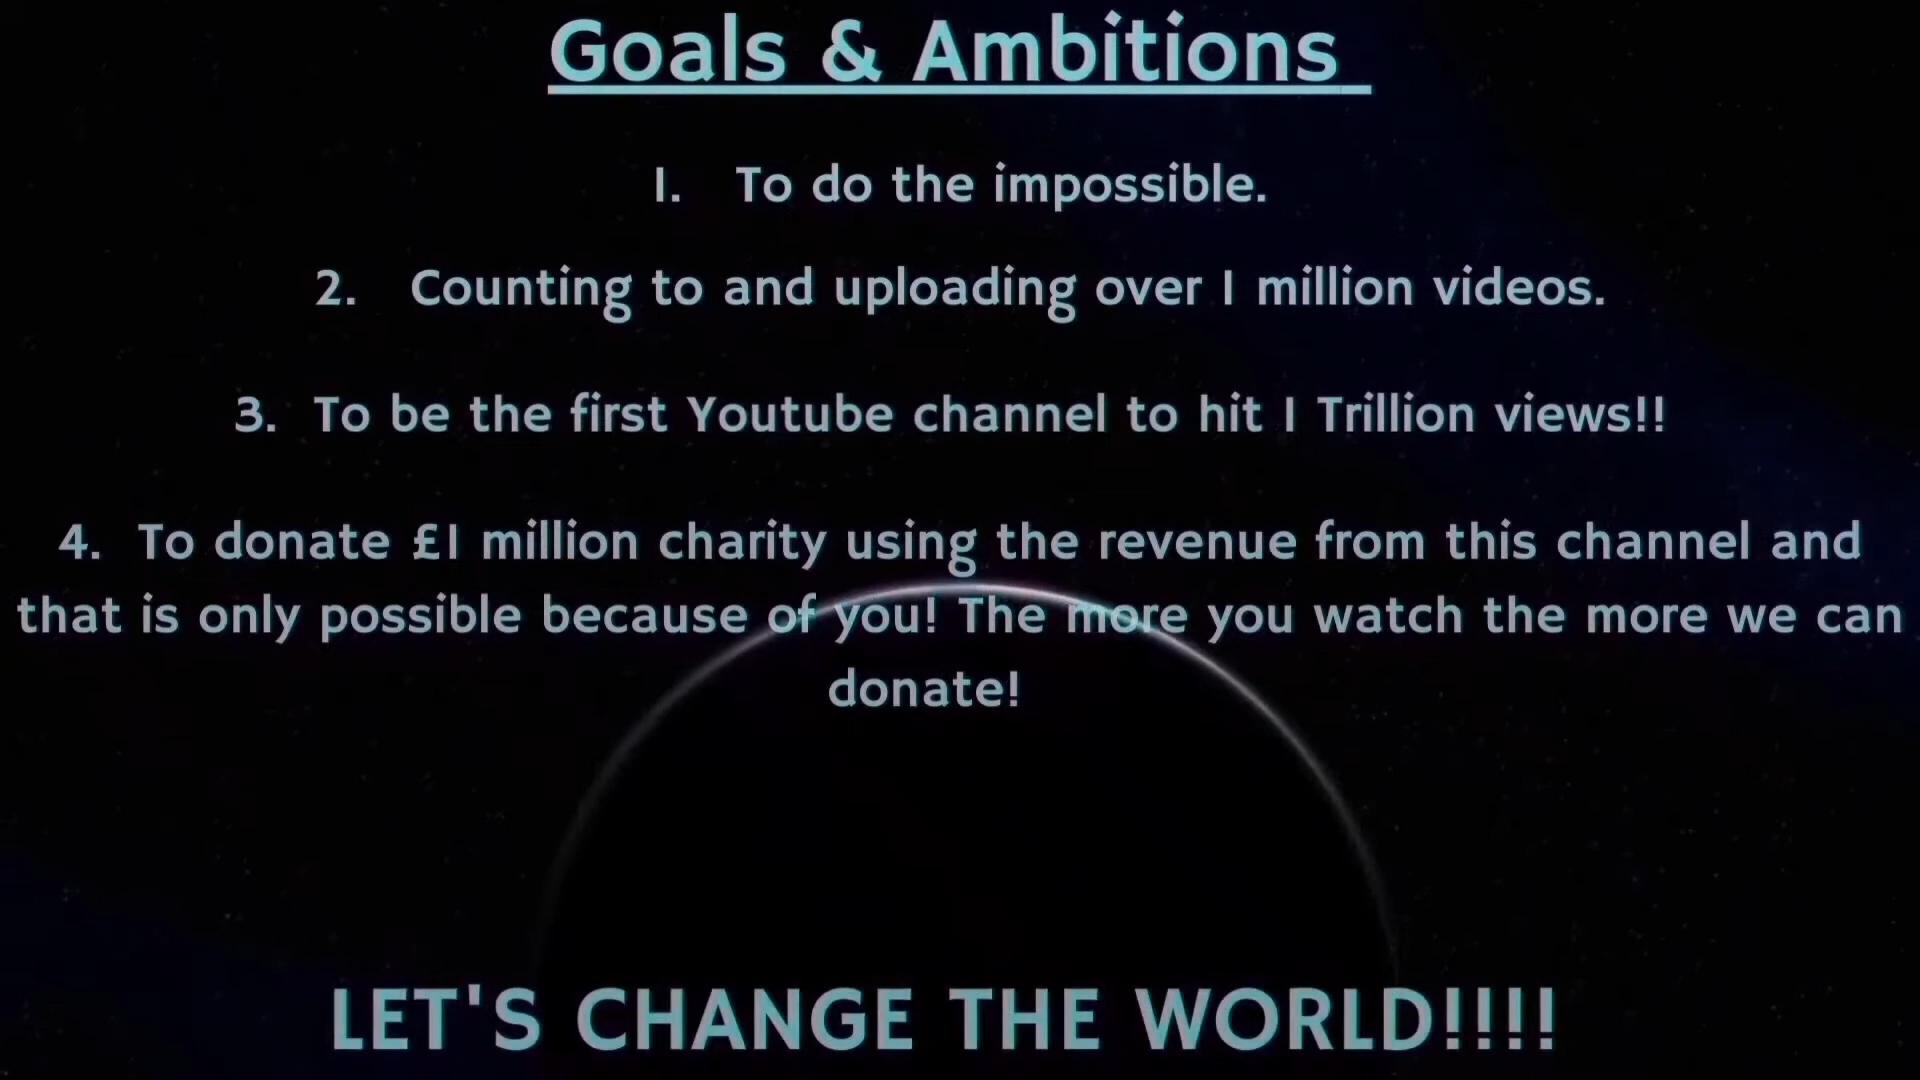 Goals & Ambitions
1. To do the impossible.
2. Counting to and uploading over 1 million videos.
3. To be the first Youtube channel to hit 1 Trillion views!!
4. To donate £1 million charity using the revenue from this channel and
that is only possible because of you! The more you watch the more we can
donate!
LET'S CHANGE THE WORLD!!!!